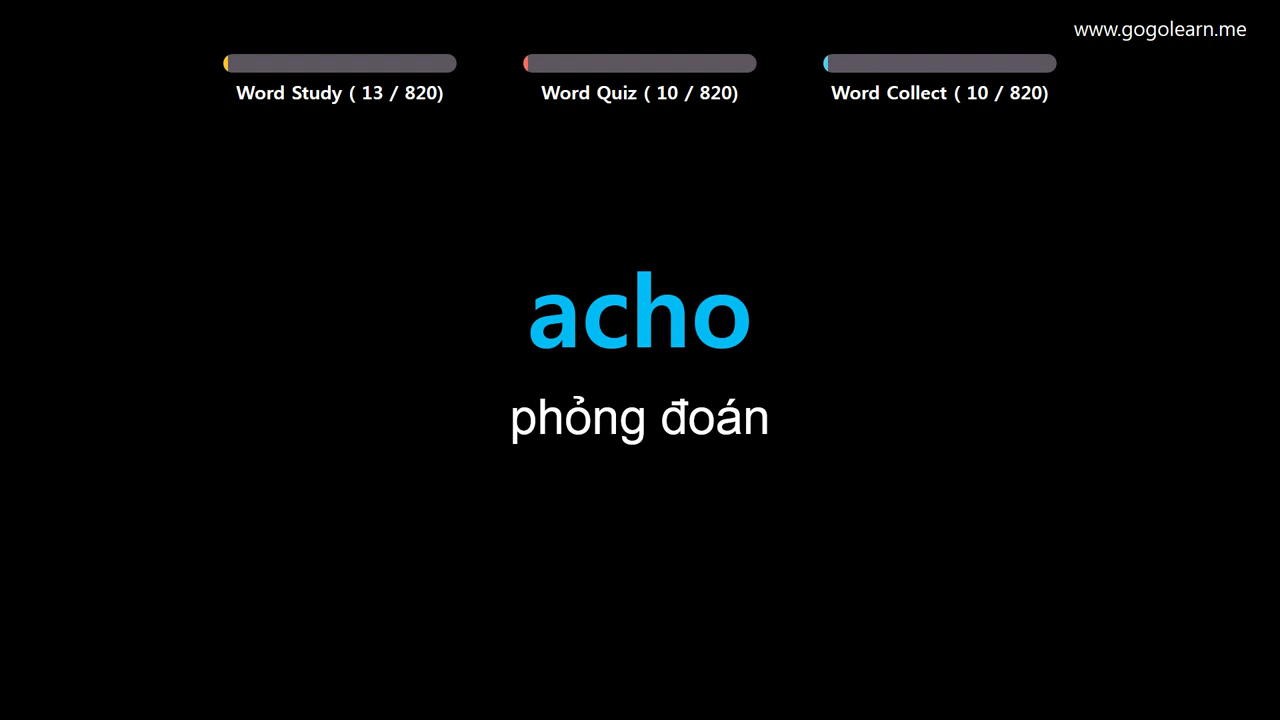 www.gogolearn.me
Word Study ( 13 / 820)
Word Quiz ( 10 / 820)
Word Collect ( 10 / 820)
acho
phỏng đoán